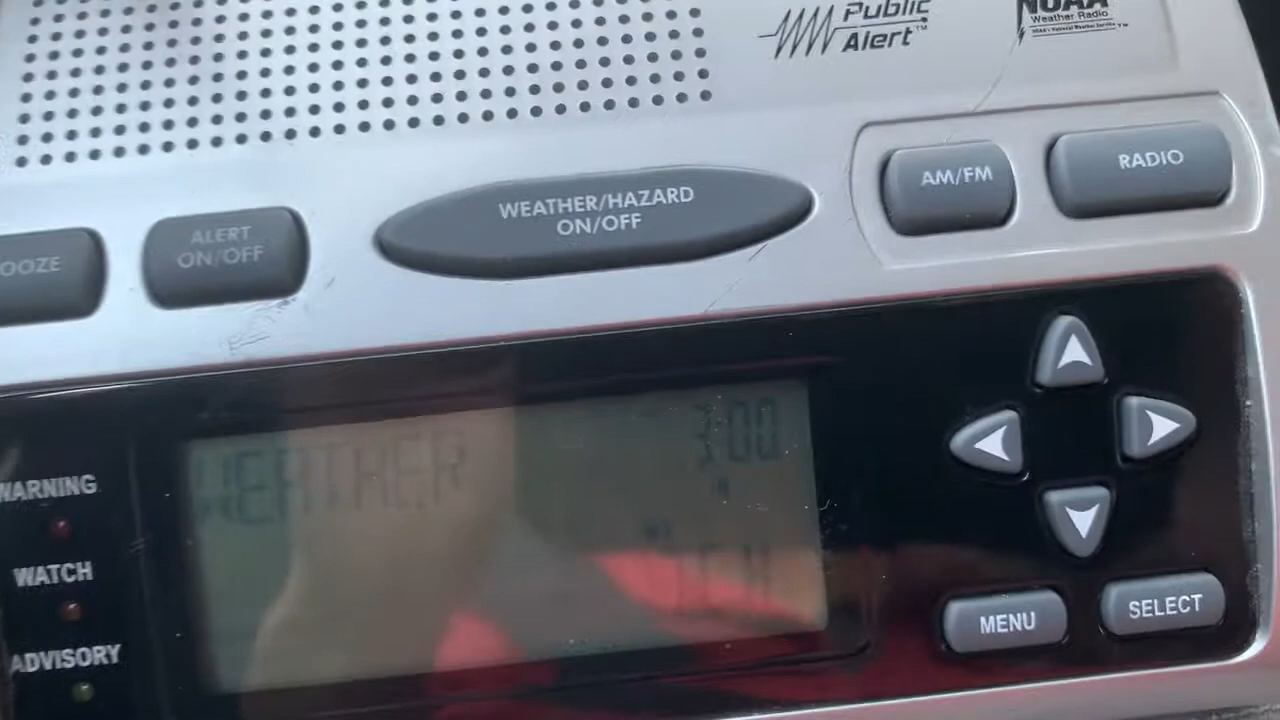 Public
Alert™
NOAA
Weather Radio
AM/FM
RADIO
WEATHER/HAZARD
ON/OFF
ALERT
ON/OFF
OOZE
WEATHER
3:00
WARNING
WATCH
ADVISORY
MENU
SELECT